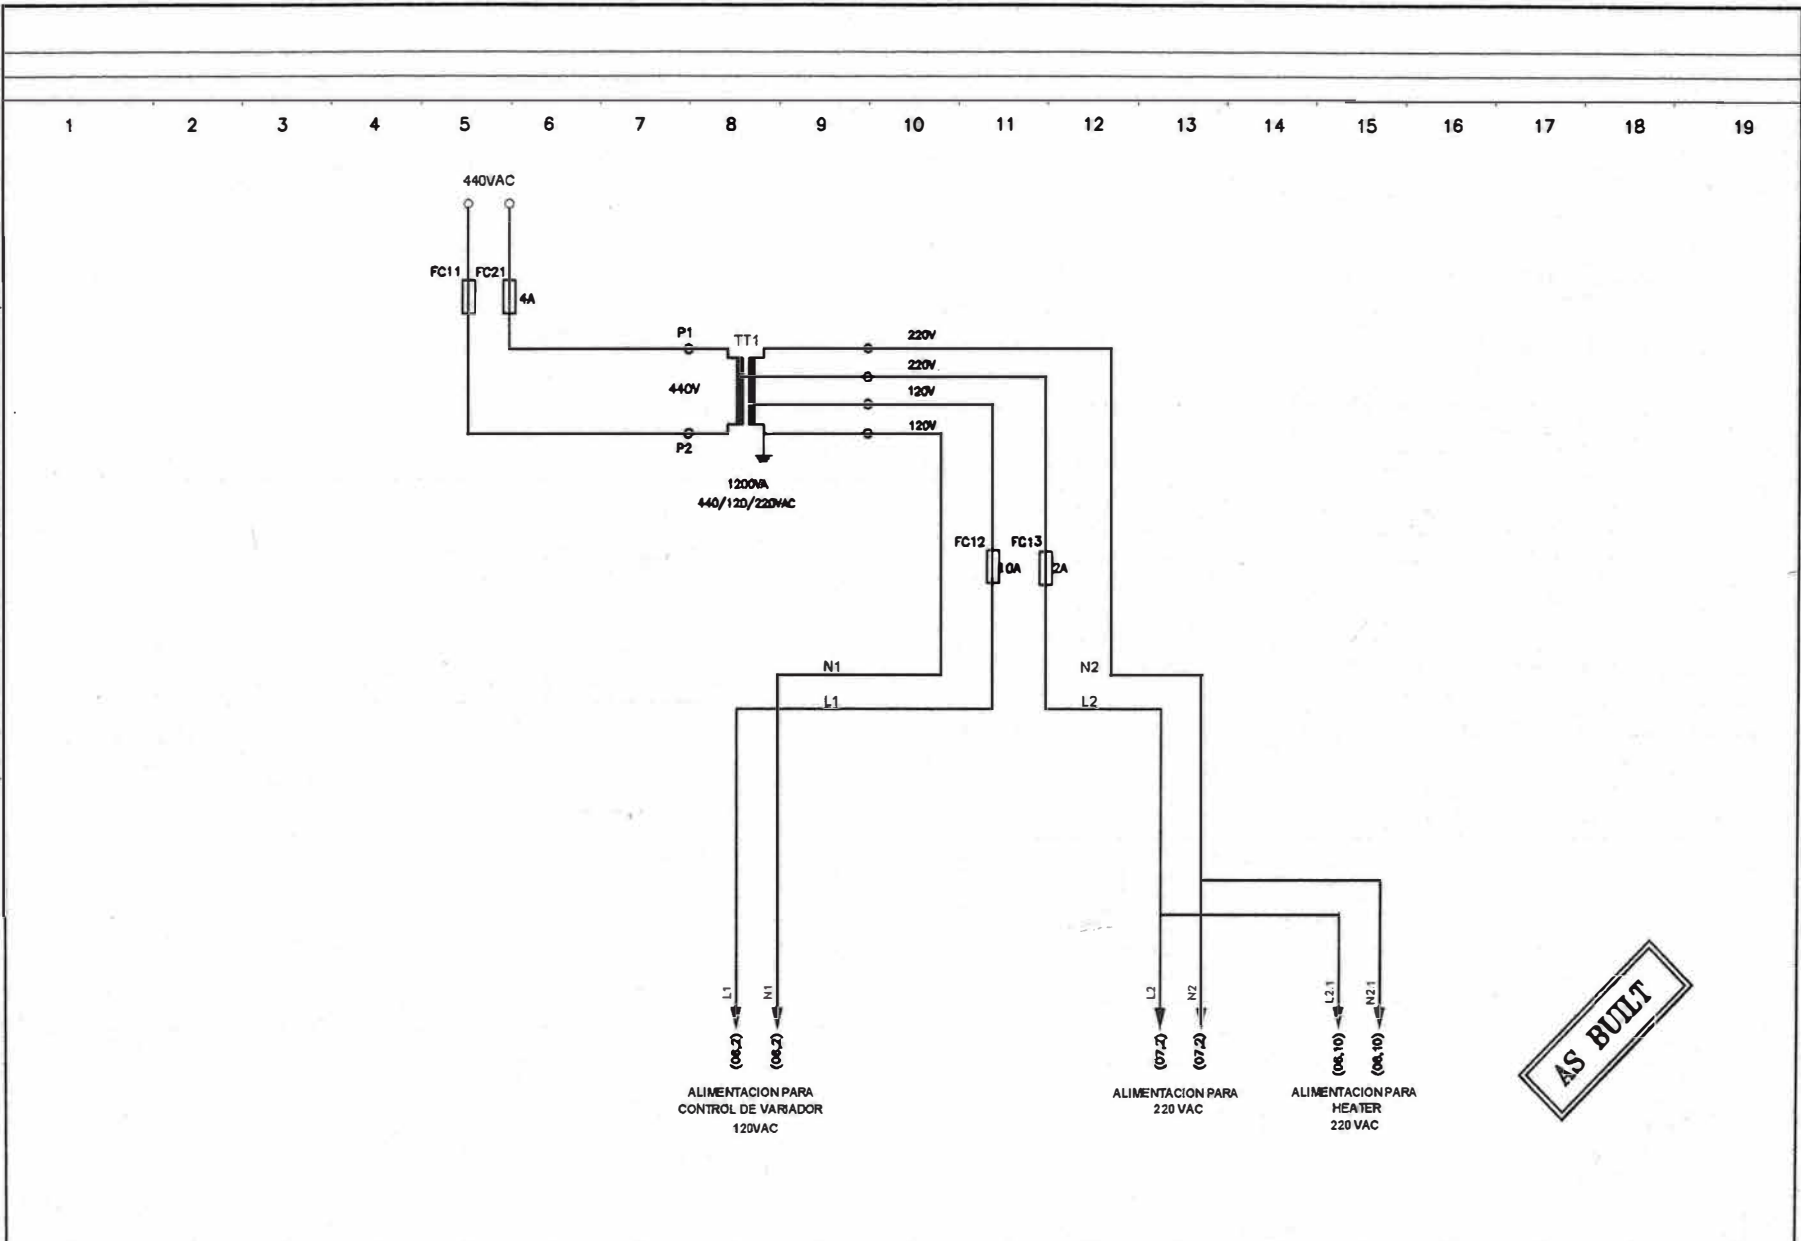 1 2 3 4 5 6 7 8 9 10 11 12 13 14 15 16 17 18 19
440VAC
FC11 FC21
4A
P1
TT1
220V
220V
440V
120V
120V
P2
1200VA
440/120/220VAC
FC12 FC13
10A 2A
N1 N2
L1 L2
L1 N1 L2 N2 L2.1 N2.1
(06,2) (06,2) (07,2) (07,2) (06,10) (06,10)
ALIMENTACION PARA
CONTROL DE VARIADOR
120VAC
ALIMENTACION PARA
220 VAC
ALIMENTACION PARA
HEATER
220 VAC
AS BUILT